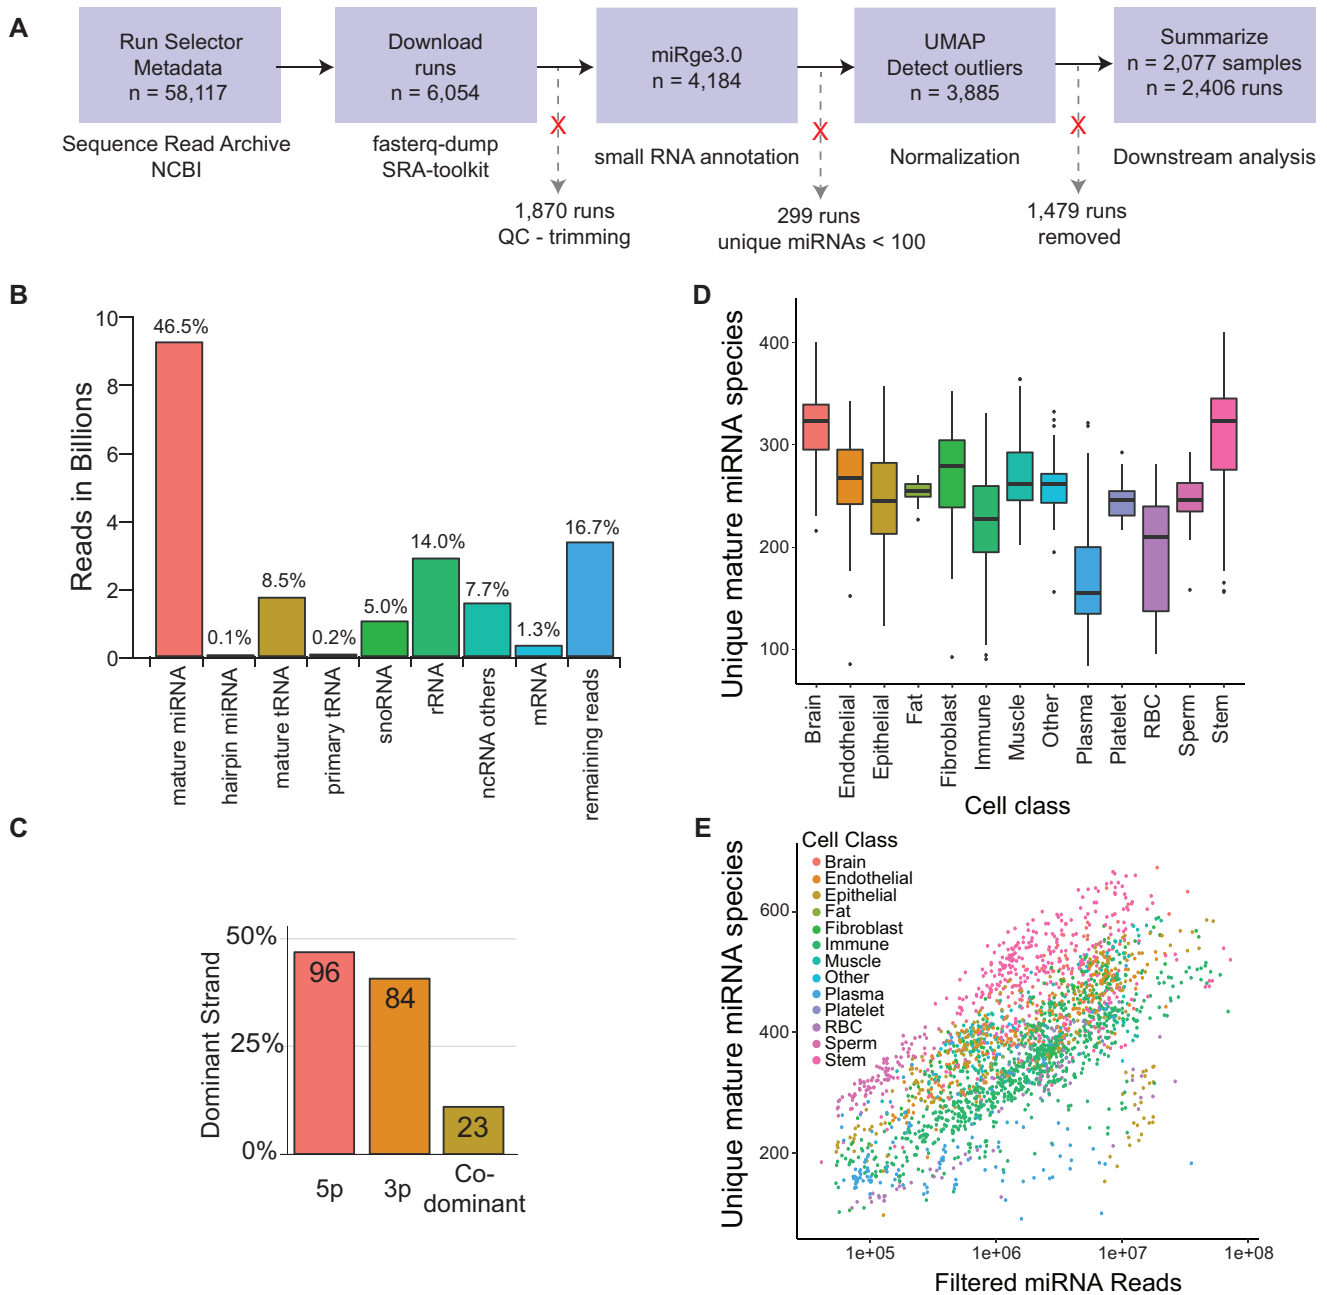 A
Run Selector
Metadata
n = 58,117
Sequence Read Archive
NCBI
Download
runs
n = 6,054
fasterq-dump
SRA-toolkit
X
1,870 runs
QC - trimming
miRge3.0
n = 4,184
small RNA annotation
X
299 runs
unique miRNAs < 100
UMAP
Detect outliers
n = 3,885
Normalization
X
1,479 runs
removed
Summarize
n = 2,077 samples
n = 2,406 runs
Downstream analysis
B
Reads in Billions
10
8
6
4
2
0
46.5%
0.1%
8.5%
0.2%
5.0%
14.0%
7.7%
1.3%
16.7%
mature miRNA
hairpin miRNA
mature tRNA
primary tRNA
snoRNA
rRNA
ncRNA others
mRNA
remaining reads
C
Dominant Strand
50%
25%
0%
96
84
23
5p
3p
Co-
dominant
D
Unique mature miRNA species
400
300
200
100
Brain
Endothelial
Epithelial
Fat
Fibroblast
Immune
Muscle
Other
Plasma
Platelet
RBC
Sperm
Stem
Cell class
E
Unique mature miRNA species
600
400
200
Cell Class
Brain
Endothelial
Epithelial
Fat
Fibroblast
Immune
Muscle
Other
Plasma
Platelet
RBC
Sperm
Stem
1e+05
1e+06
1e+07
1e+08
Filtered miRNA Reads